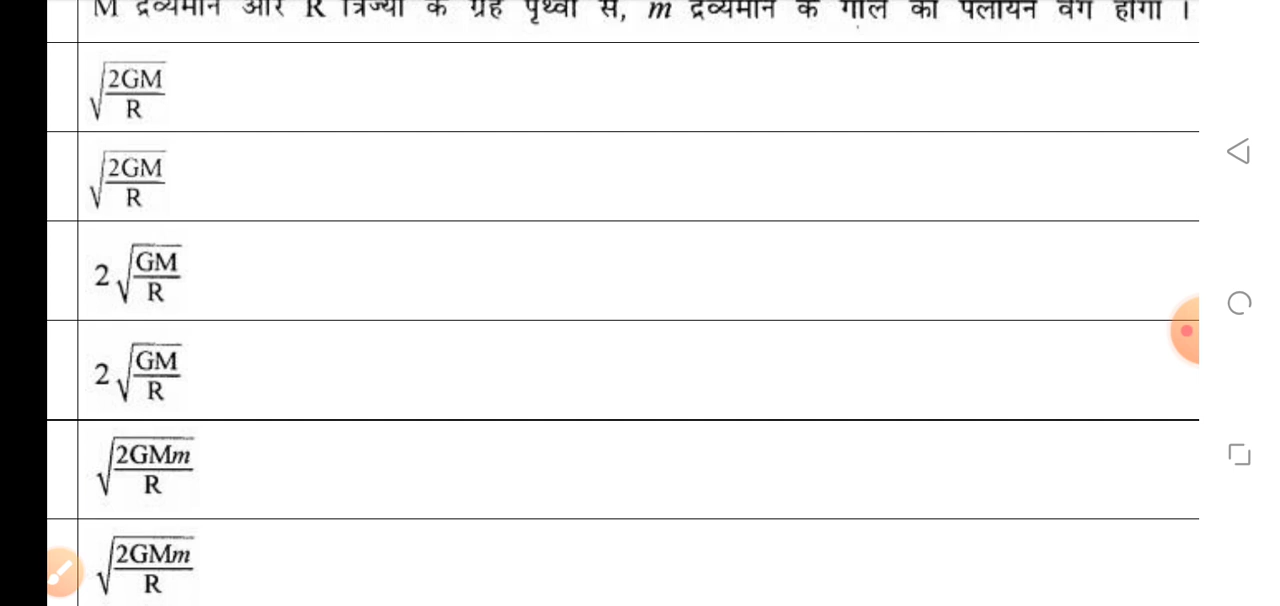 M द्रव्यमान और R त्रिज्या के ग्रह पृथ्वी से, m द्रव्यमान के गोले का पलायन वेग होगा ।
√(2GM/R)
√(2GM/R)
2√(GM/R)
2√(GM/R)
√(2GMm/R)
√(2GMm/R)